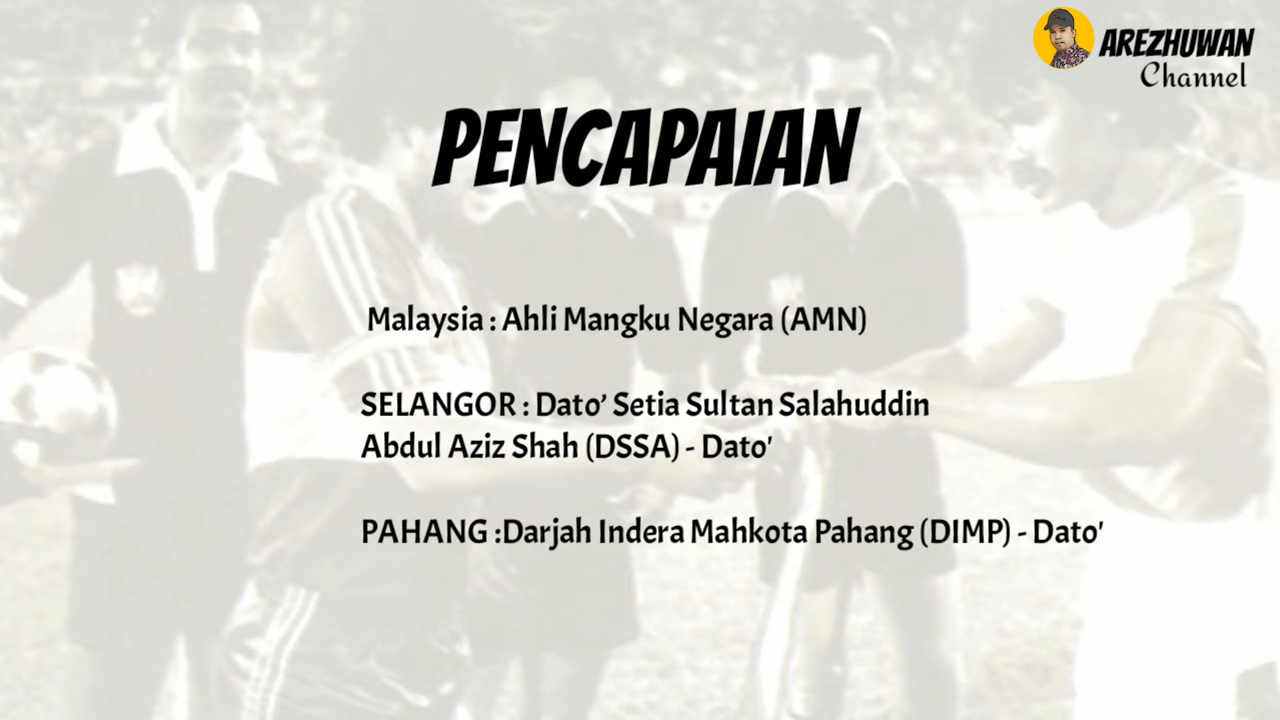 AREZHUWAN
Channel
PENCAPAIAN
Malaysia : Ahli Mangku Negara (AMN)
SELANGOR : Dato’ Setia Sultan Salahuddin
Abdul Aziz Shah (DSSA) - Dato'
PAHANG :Darjah Indera Mahkota Pahang (DIMP) - Dato'